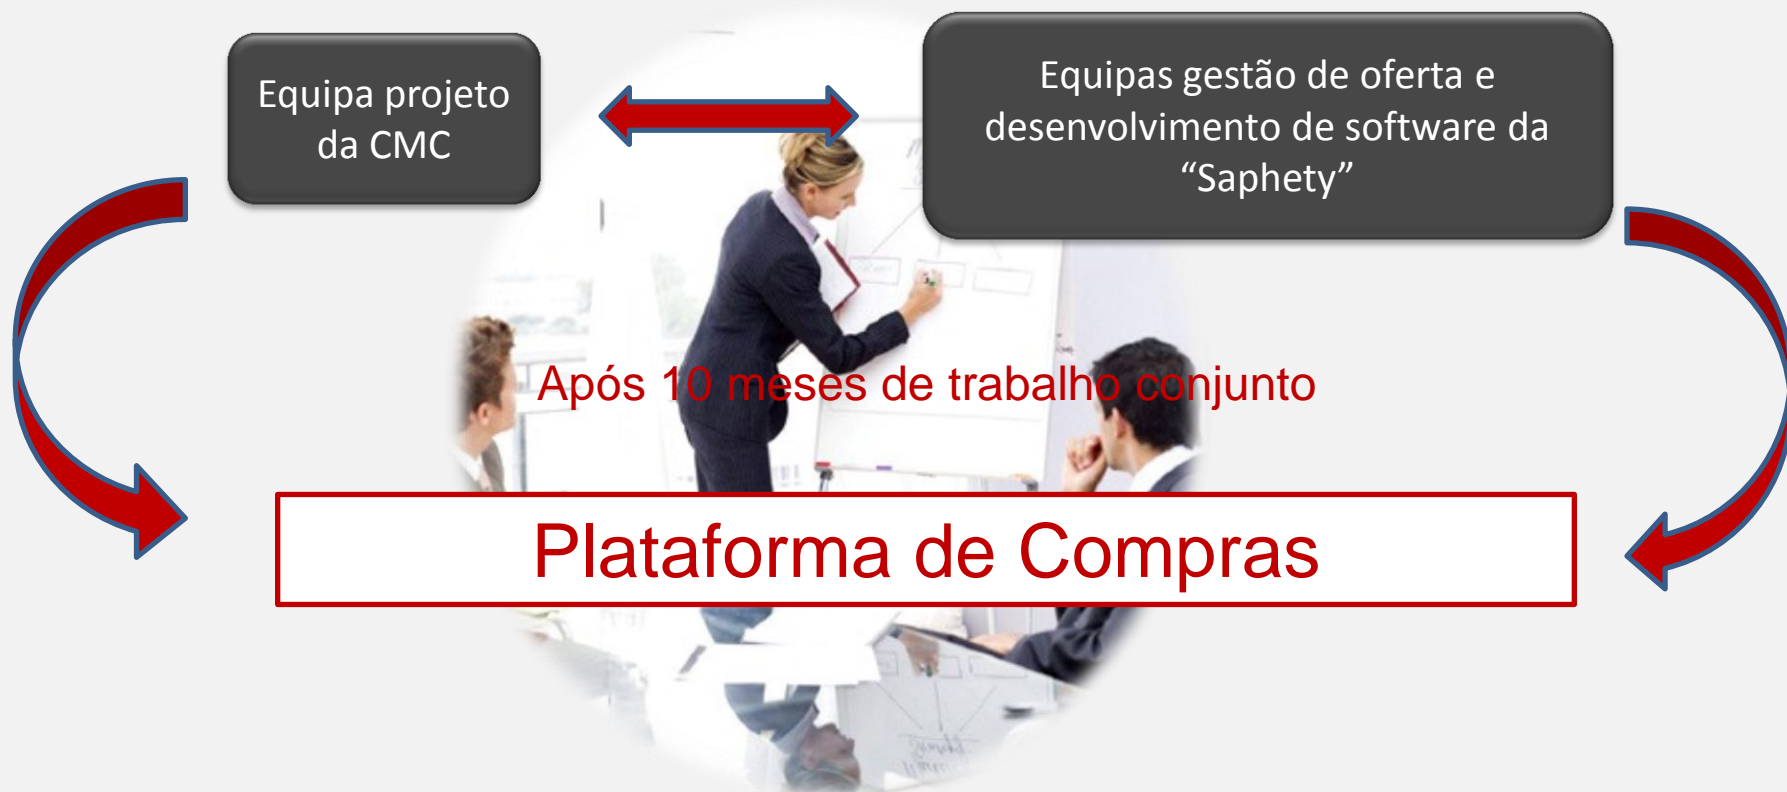 Equipa projeto
da CMC
Equipas gestão de oferta e
desenvolvimento de software da
“Saphety”
Após 10 meses de trabalho conjunto
Plataforma de Compras